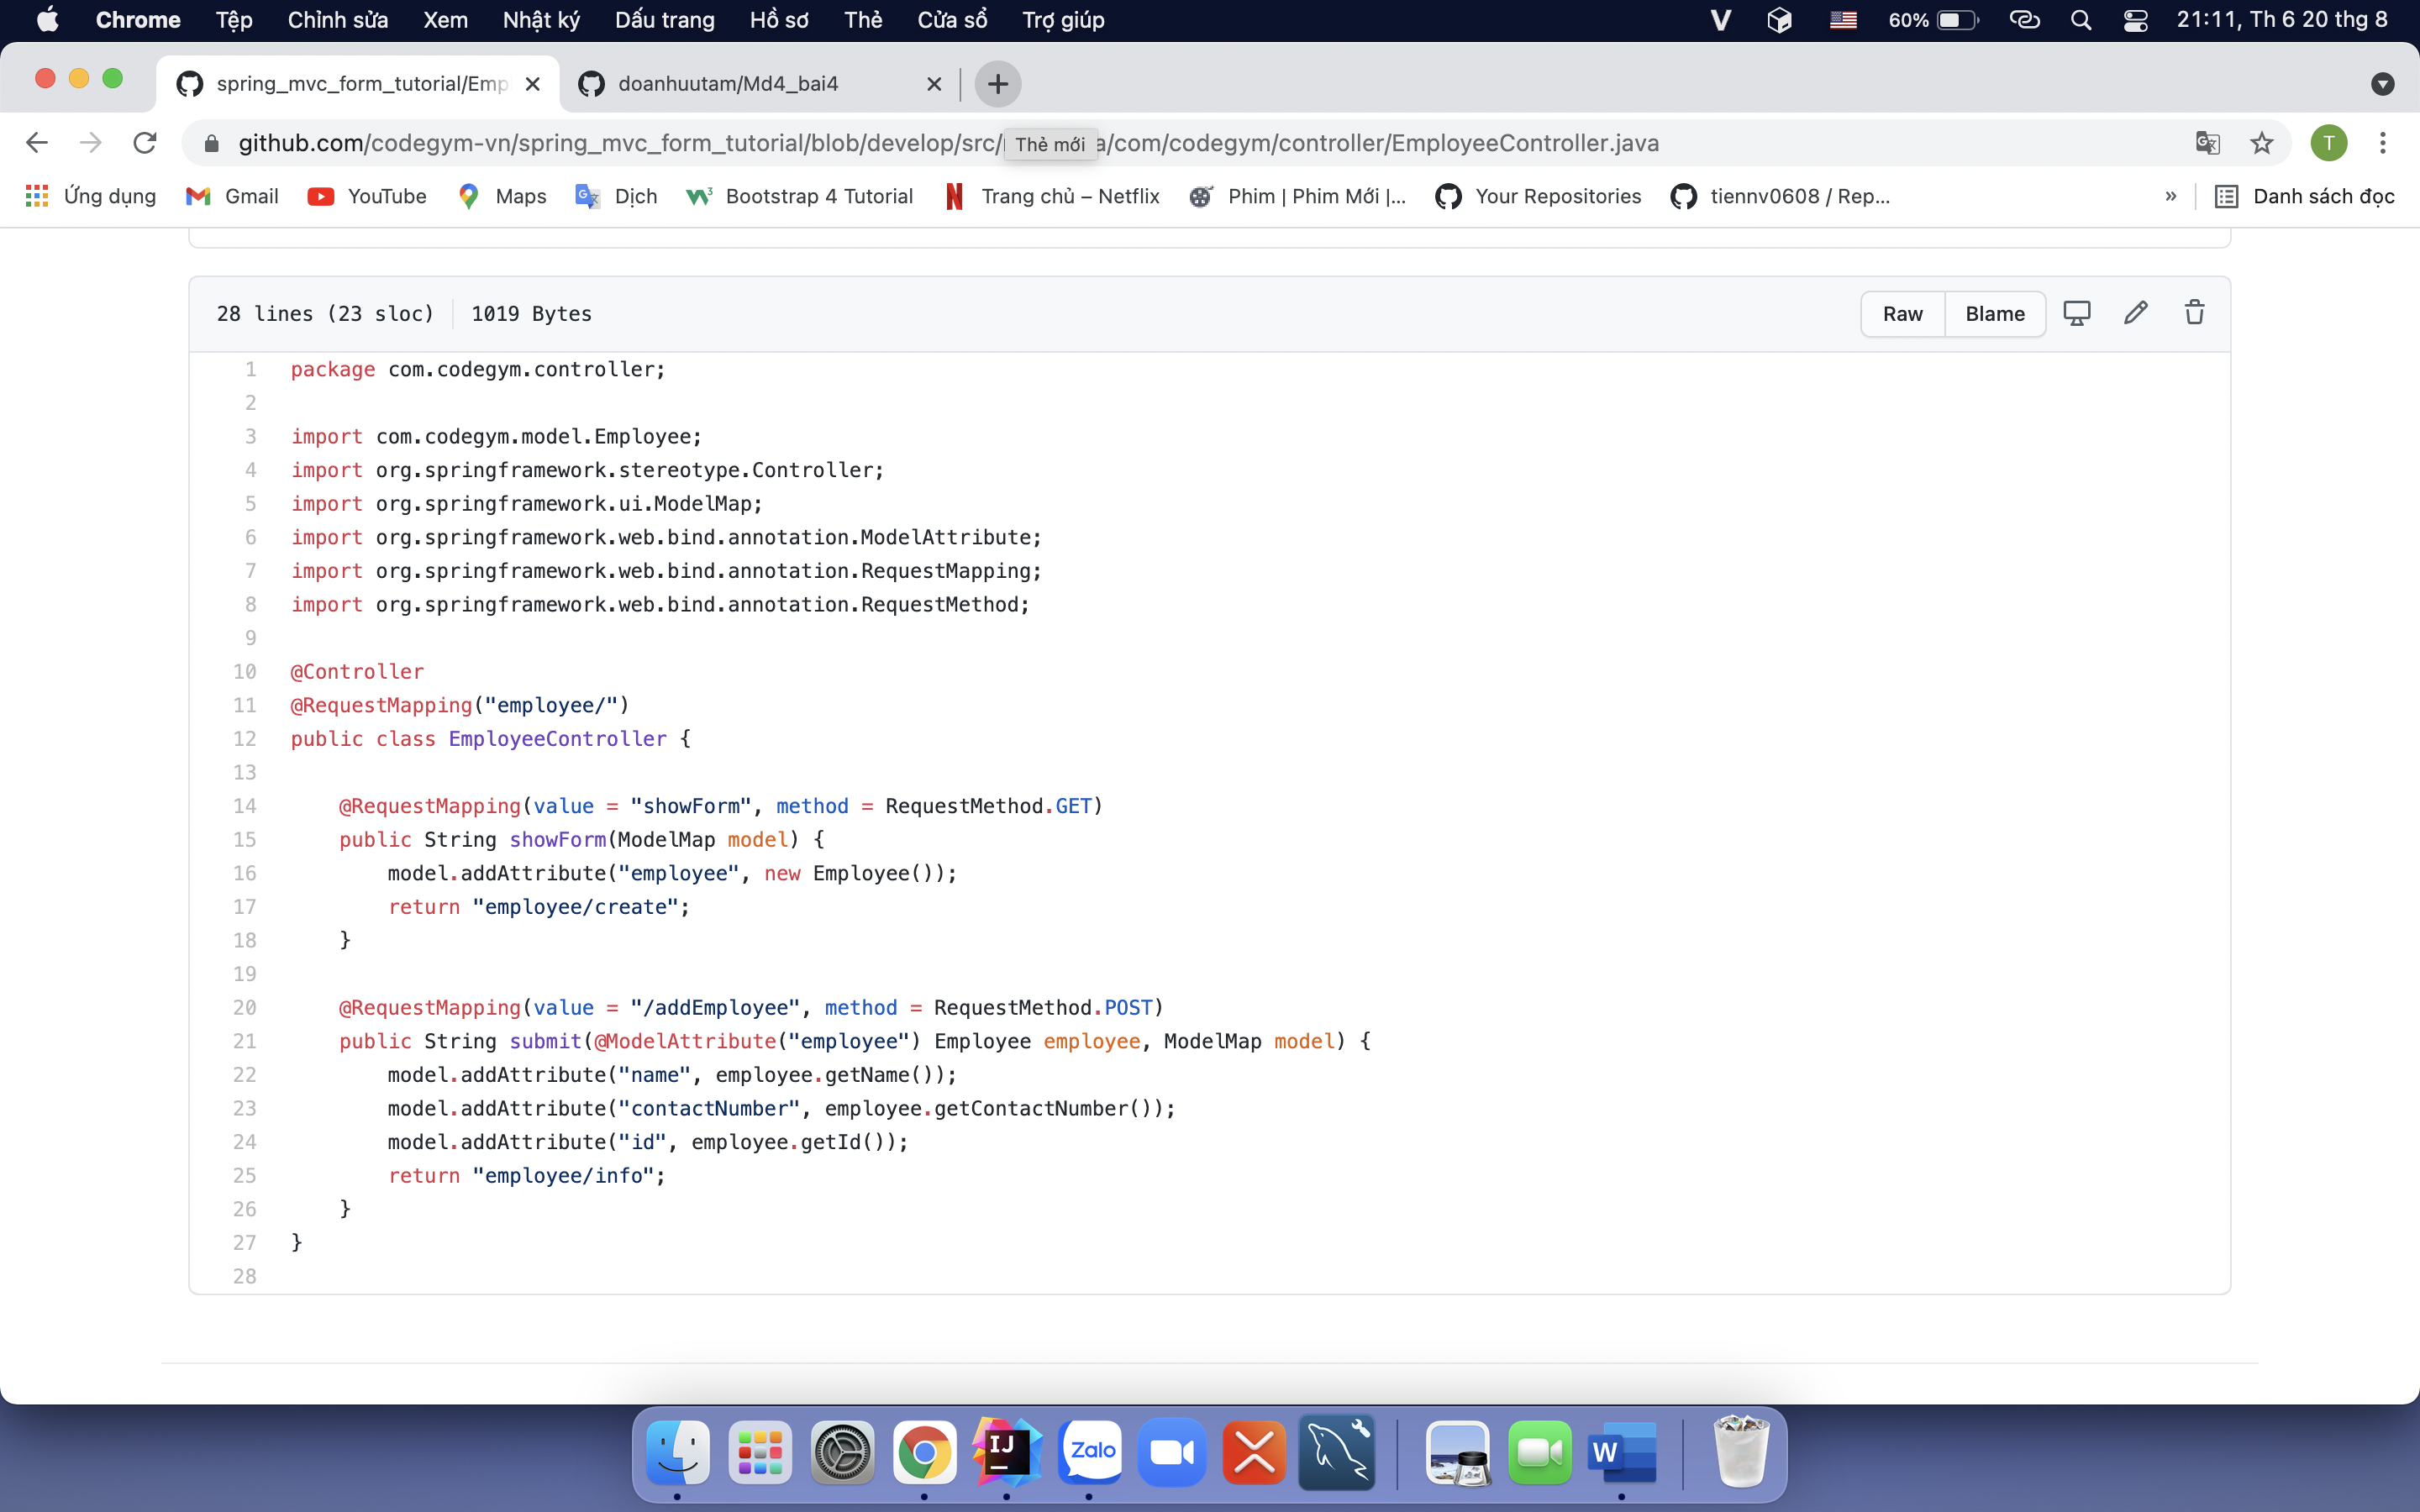 Chrome Tệp Chỉnh sửa Xem Nhật ký Dấu trang Hồ sơ Thẻ Cửa sổ Trợ giúp 60% 21:11, Th 6 20 thg 8
spring_mvc_form_tutorial/Emp doanhuutam/Md4_bai4
github.com/codegym-vn/spring_mvc_form_tutorial/blob/develop/src/ a/com/codegym/controller/EmployeeController.java T
Thẻ mới
Ứng dụng Gmail YouTube Maps Dịch Bootstrap 4 Tutorial Trang chủ – Netflix Phim | Phim Mới |... Your Repositories tiennv0608 / Rep... » Danh sách đọc
28 lines (23 sloc) 1019 Bytes Raw Blame
1 package com.codegym.controller;
2
3 import com.codegym.model.Employee;
4 import org.springframework.stereotype.Controller;
5 import org.springframework.ui.ModelMap;
6 import org.springframework.web.bind.annotation.ModelAttribute;
7 import org.springframework.web.bind.annotation.RequestMapping;
8 import org.springframework.web.bind.annotation.RequestMethod;
9
10 @Controller
11 @RequestMapping("employee/")
12 public class EmployeeController {
13
14 @RequestMapping(value = "showForm", method = RequestMethod.GET)
15 public String showForm(ModelMap model) {
16 model.addAttribute("employee", new Employee());
17 return "employee/create";
18 }
19
20 @RequestMapping(value = "/addEmployee", method = RequestMethod.POST)
21 public String submit(@ModelAttribute("employee") Employee employee, ModelMap model) {
22 model.addAttribute("name", employee.getName());
23 model.addAttribute("contactNumber", employee.getContactNumber());
24 model.addAttribute("id", employee.getId());
25 return "employee/info";
26 }
27 }
28
IJ Zalo W